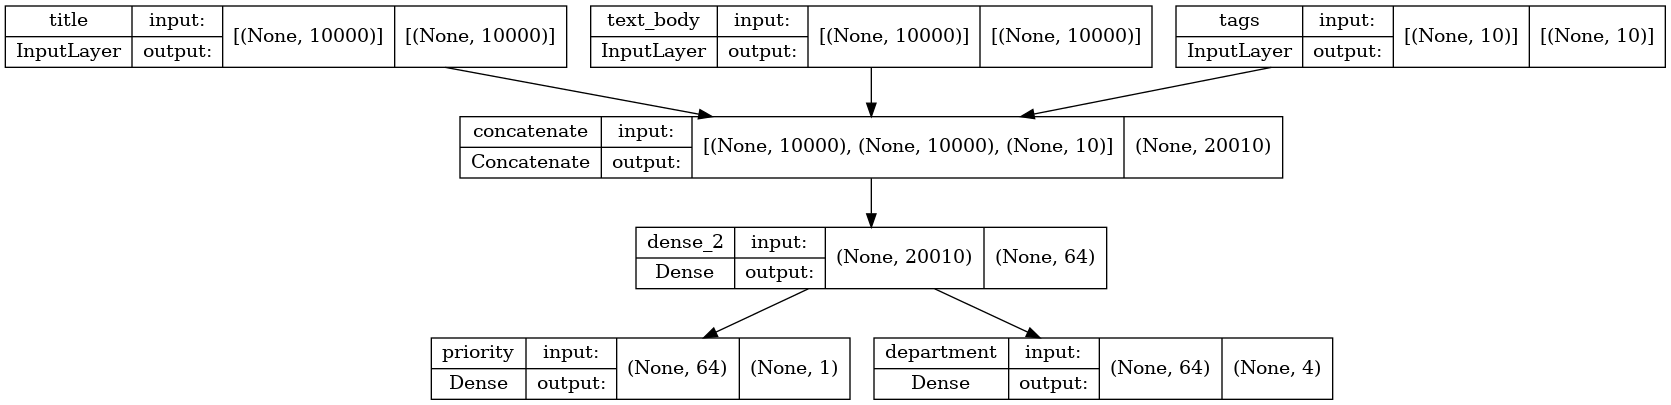 title input: [(None, 10000)] [(None, 10000)]
InputLayer output:
text_body input: [(None, 10000)] [(None, 10000)]
InputLayer output:
tags input: [(None, 10)] [(None, 10)]
InputLayer output:
concatenate input: [(None, 10000), (None, 10000), (None, 10)] (None, 20010)
Concatenate output:
dense_2 input: (None, 20010) (None, 64)
Dense output:
priority input: (None, 64) (None, 1)
Dense output:
department input: (None, 64) (None, 4)
Dense output: